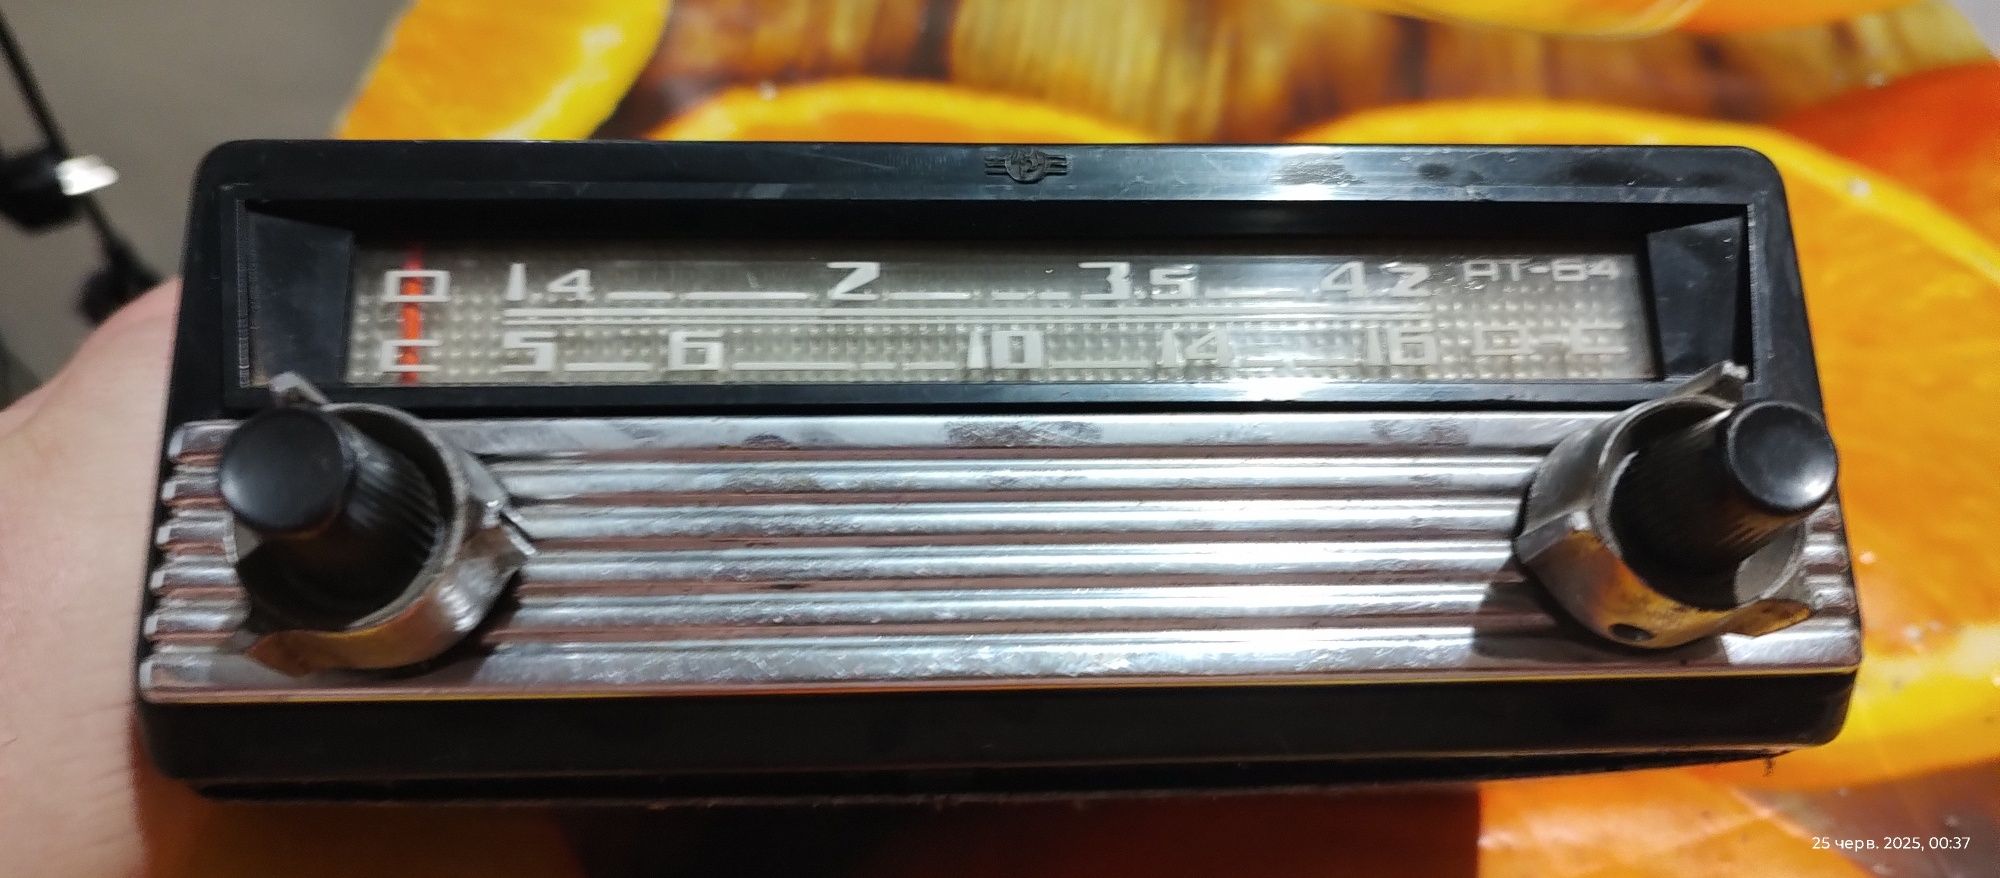 Д 1.4 2 3.5 4.2 АТ-64
С 5 6 10 14 16 Д-С
25 черв. 2025, 00:37